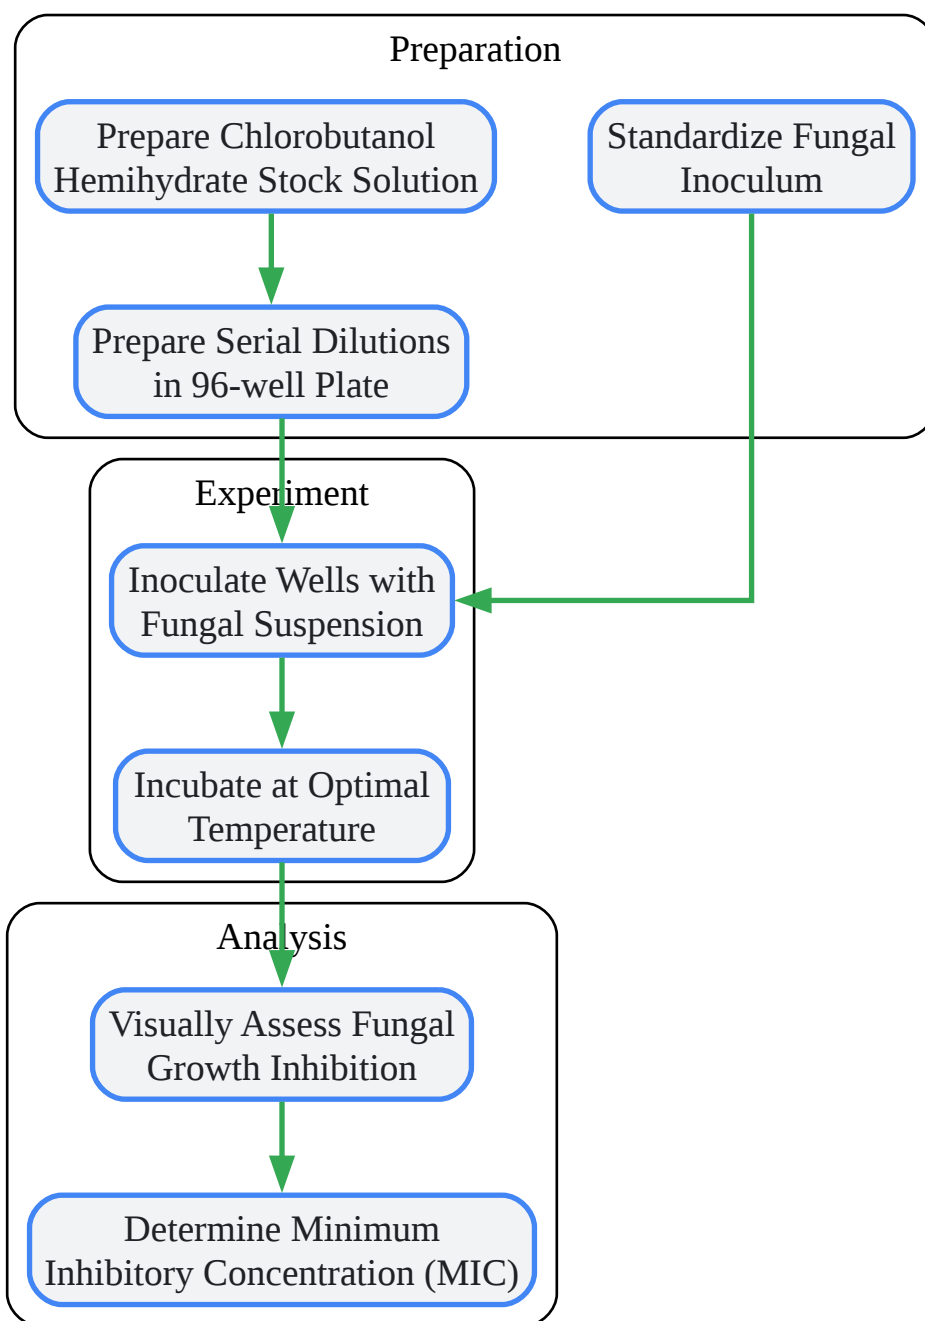 Preparation
Prepare Chlorobutanol
Hemihydrate Stock Solution
Standardize Fungal
Inoculum
Prepare Serial Dilutions
in 96-well Plate
Experiment
Inoculate Wells with
Fungal Suspension
Incubate at Optimal
Temperature
Analysis
Visually Assess Fungal
Growth Inhibition
Determine Minimum
Inhibitory Concentration (MIC)